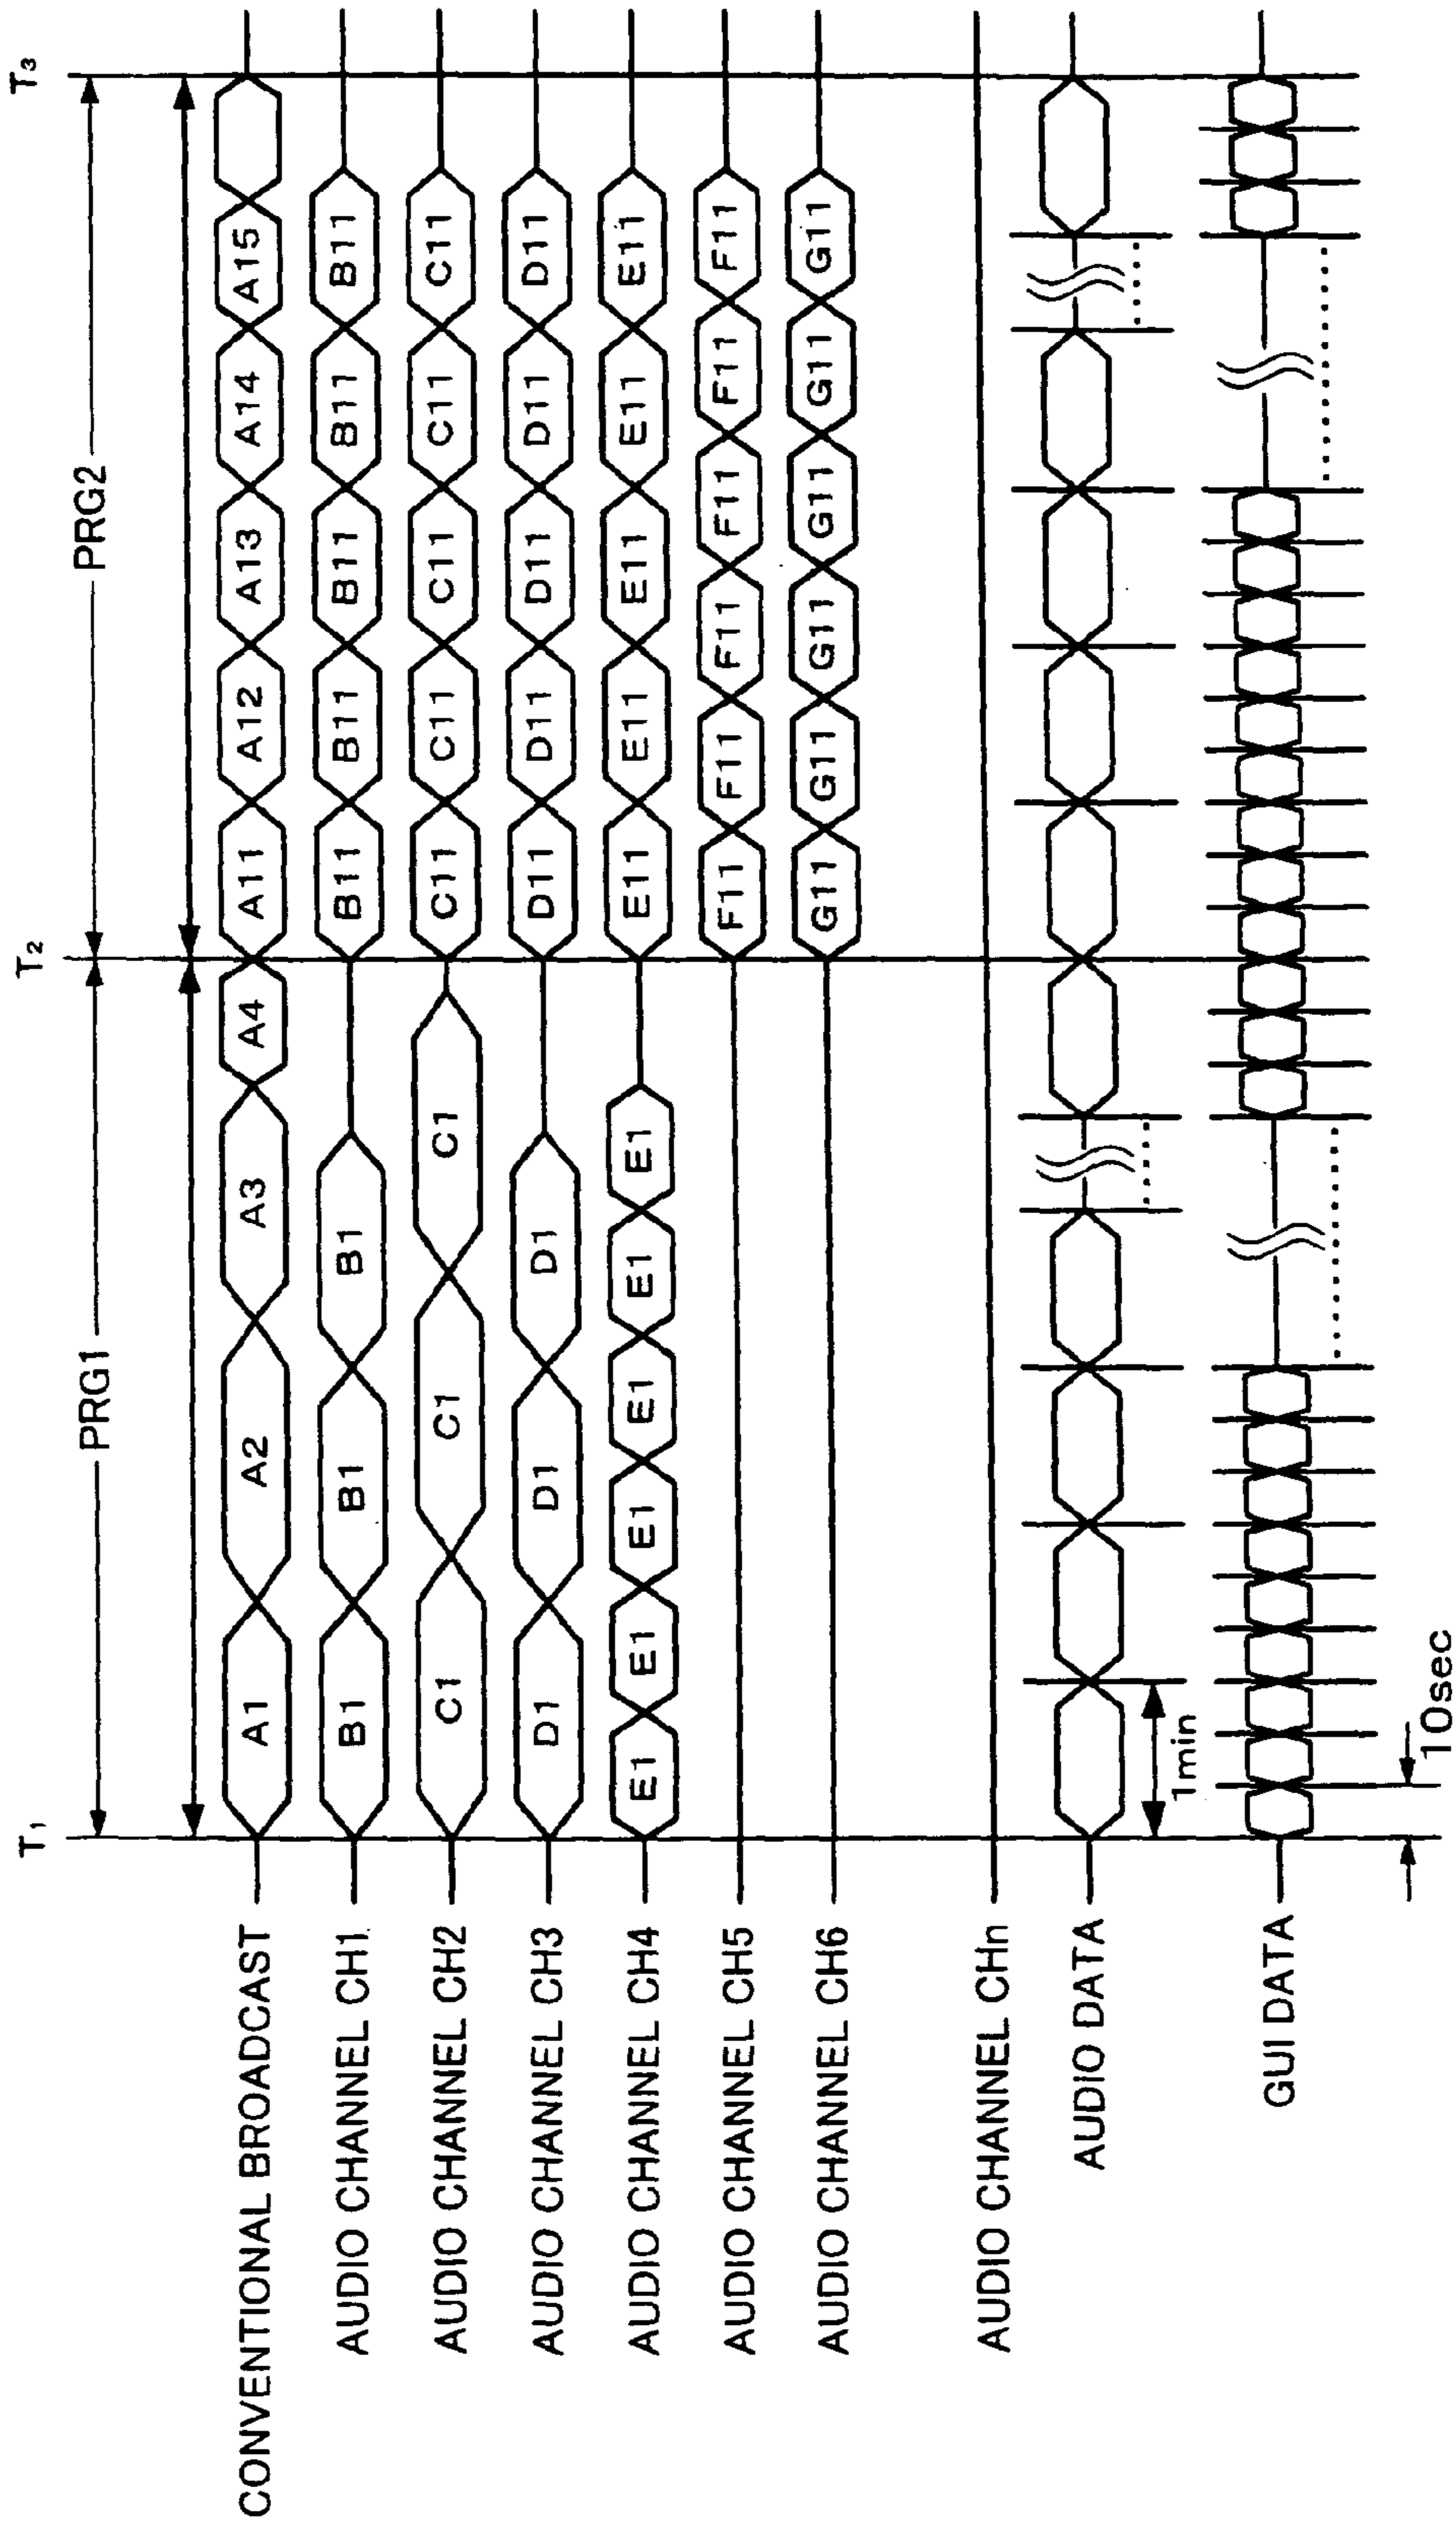 T1 T2 T3
PRG1 PRG2
CONVENTIONAL BROADCAST A1 A2 A3 A4 A11 A12 A13 A14 A15
AUDIO CHANNEL CH1 B1 B1 B1 B11 B11 B11 B11 B11
AUDIO CHANNEL CH2 C1 C1 C1 C11 C11 C11 C11 C11
AUDIO CHANNEL CH3 D1 D1 D1 D11 D11 D11 D11 D11
AUDIO CHANNEL CH4 E1 E1 E1 E1 E1 E1 E11 E11 E11 E11 E11
AUDIO CHANNEL CH5 F11 F11 F11 F11 F11 F11
AUDIO CHANNEL CH6 G11 G11 G11 G11 G11 G11
AUDIO CHANNEL CHn
AUDIO DATA
1min
GUI DATA
10sec